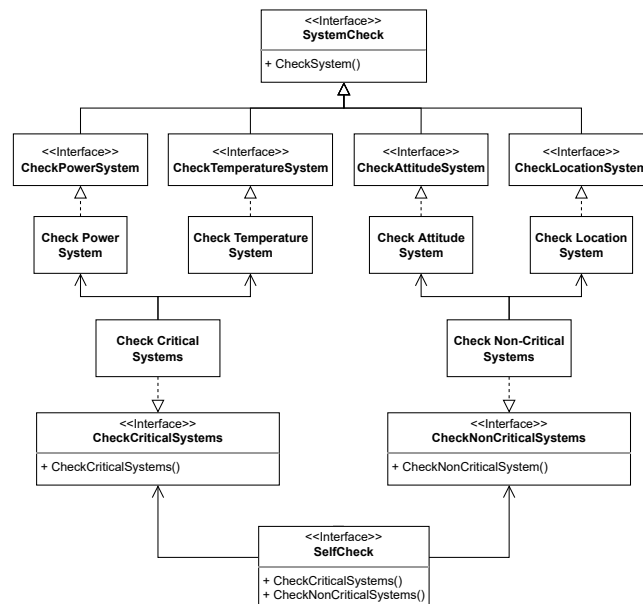 <<Interface>>
SystemCheck
+ CheckSystem()
<<Interface>>
CheckPowerSystem
<<Interface>>
CheckTemperatureSystem
<<Interface>>
CheckAttitudeSystem
<<Interface>>
CheckLocationSystem
Check Power
System
Check Temperature
System
Check Attitude
System
Check Location
System
Check Critical
Systems
Check Non-Critical
Systems
<<Interface>>
CheckCriticalSystems
+ CheckCriticalSystems()
<<Interface>>
CheckNonCriticalSystems
+ CheckNonCriticalSystem()
<<Interface>>
SelfCheck
+ CheckCriticalSystems()
+ CheckNonCriticalSystems()